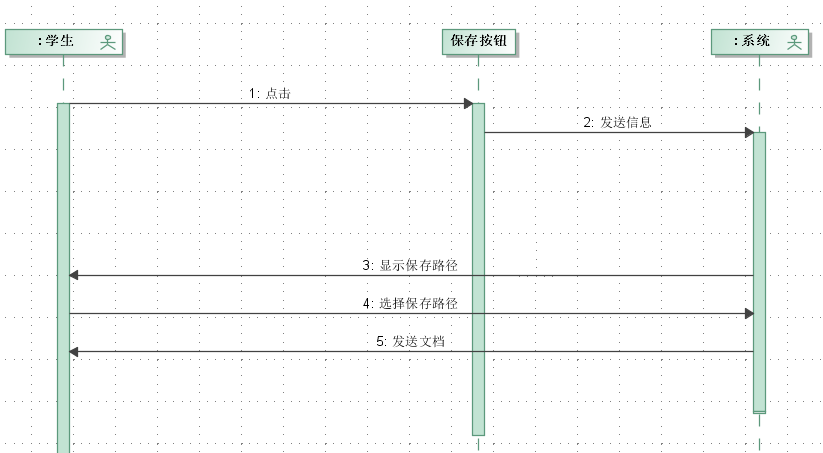 :学生
保存按钮
:系统
1: 点击
2: 发送信息
3: 显示保存路径
4: 选择保存路径
5: 发送文档